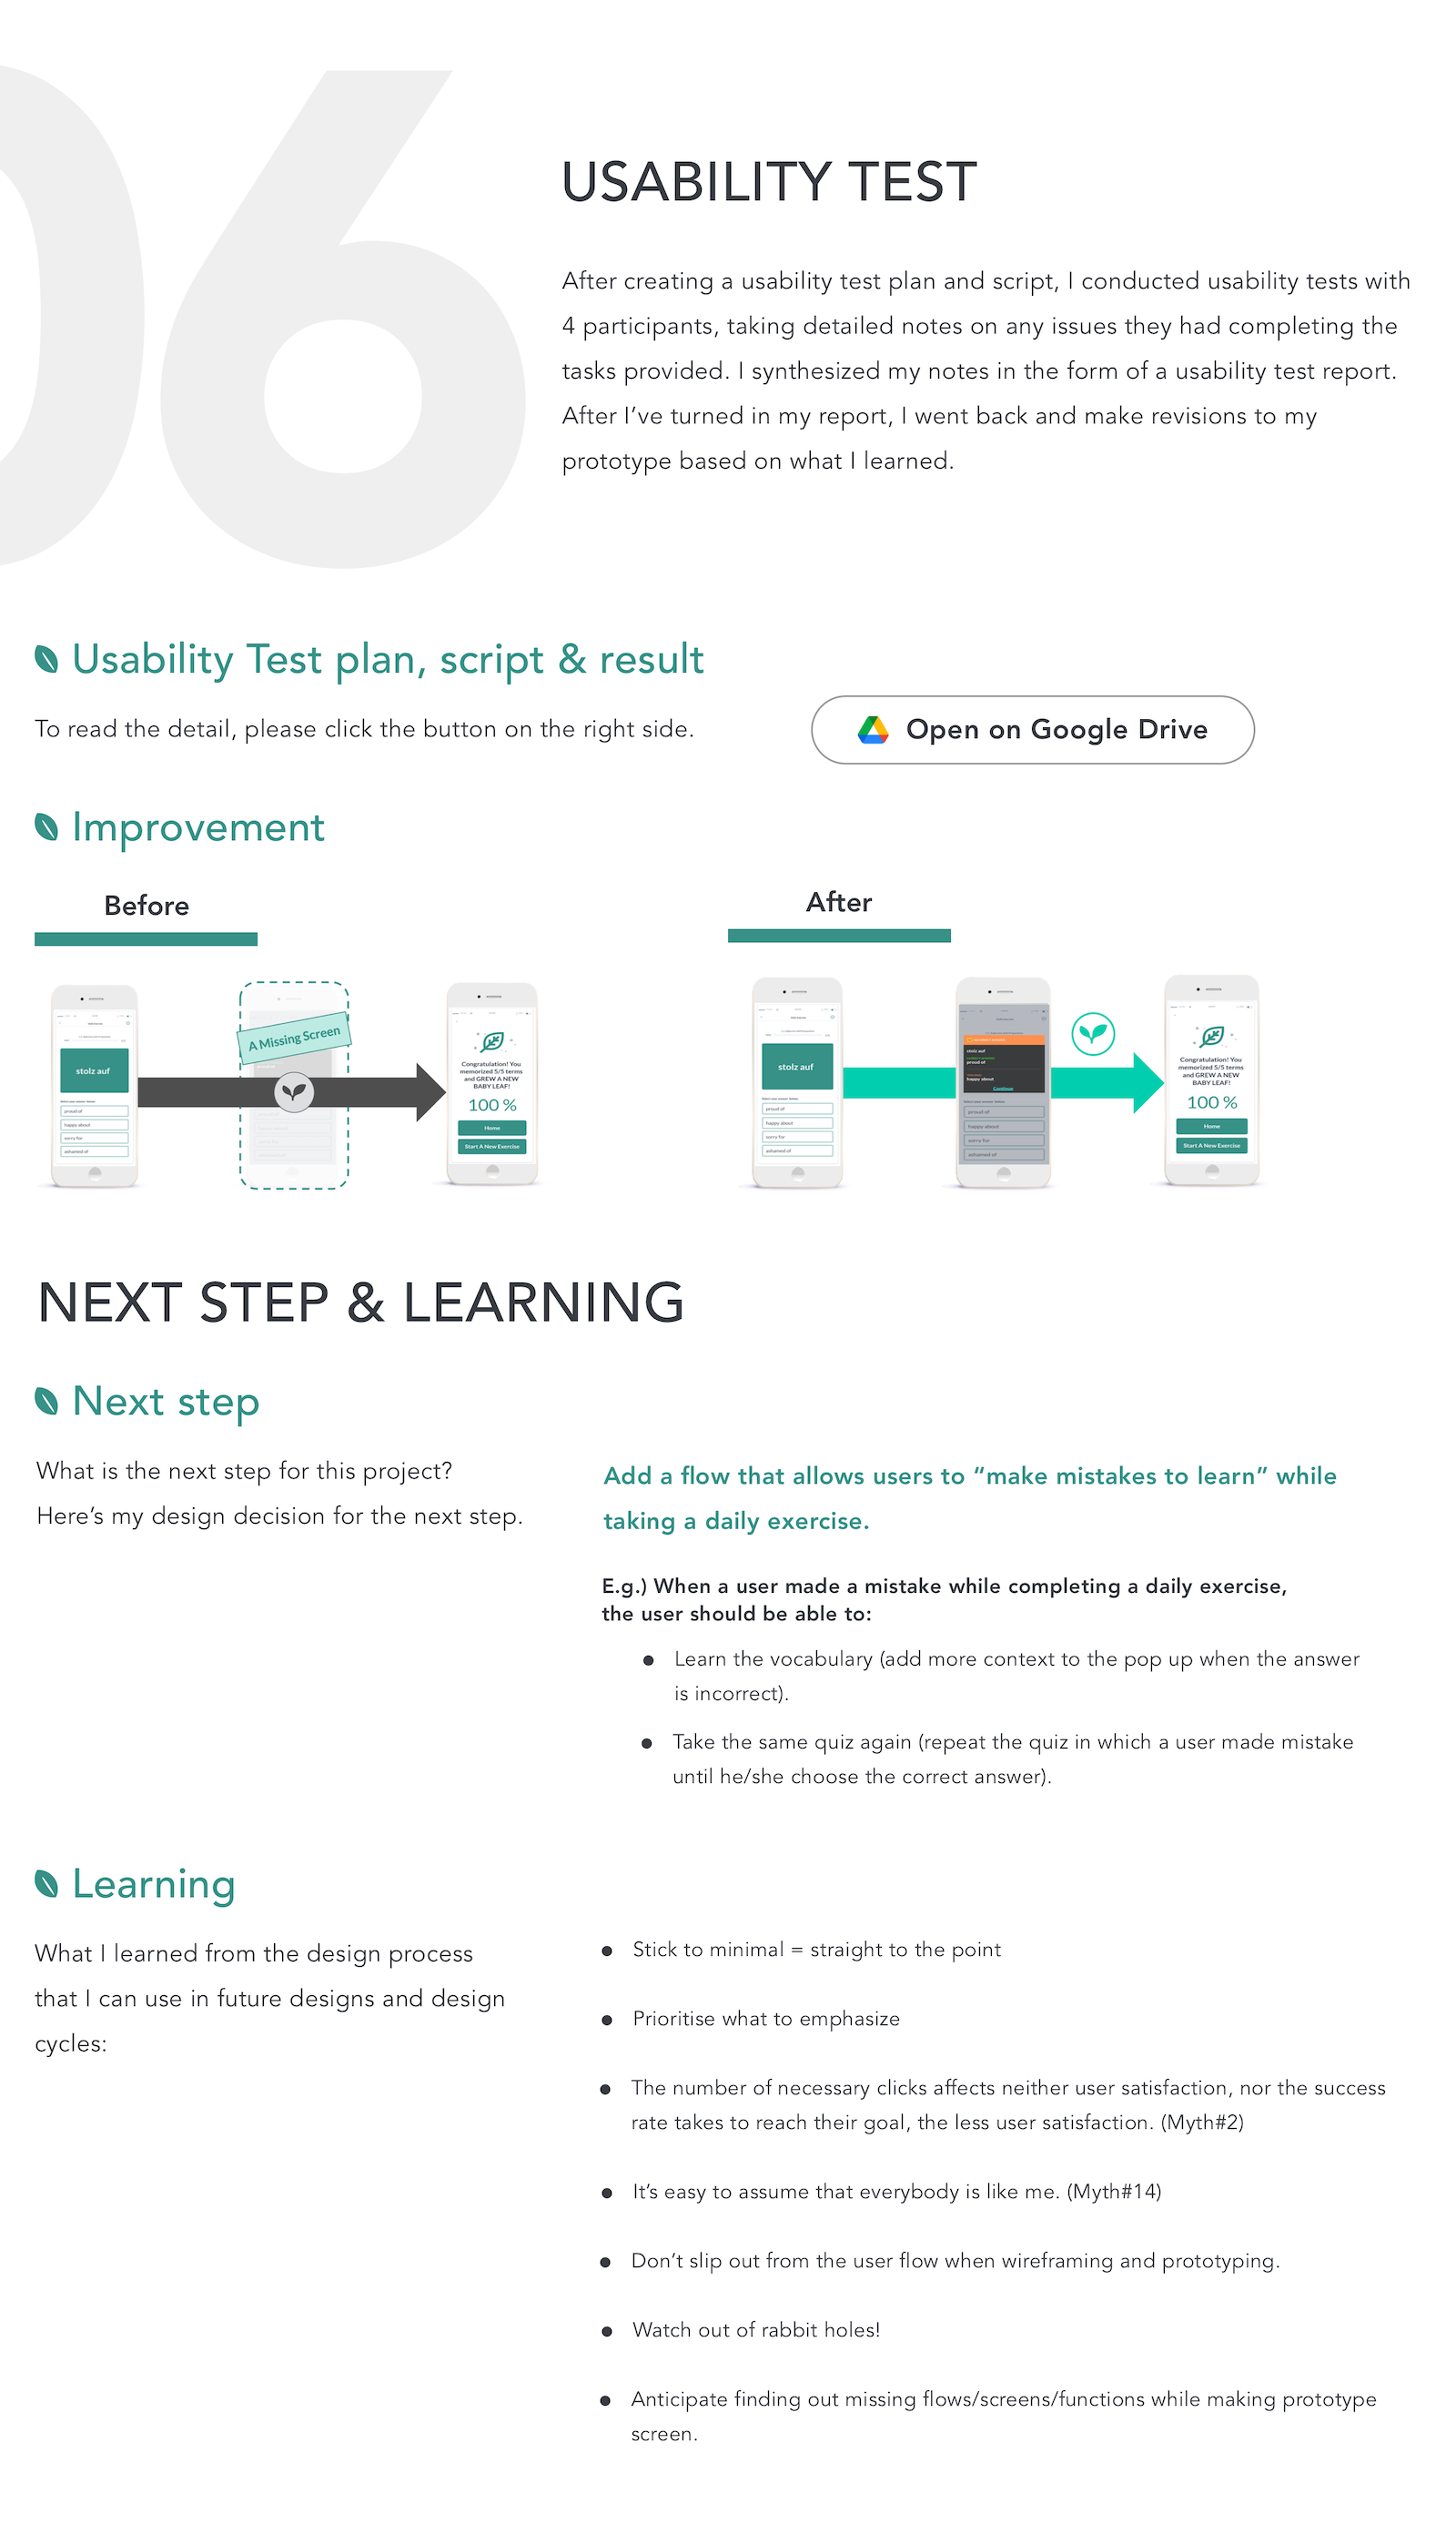 06
USABILITY TEST
After creating a usability test plan and script, I conducted usability tests with
4 participants, taking detailed notes on any issues they had completing the
tasks provided. I synthesized my notes in the form of a usability test report.
After I’ve turned in my report, I went back and make revisions to my
prototype based on what I learned.
Usability Test plan, script & result
To read the detail, please click the button on the right side.
Open on Google Drive
Improvement
Before
stolz auf
Select your answer below
proud of
happy about
sorry for
ashamed of
A Missing Screen
Congratulation! You
memorized 5/5 terms
and GREW A NEW
BABY LEAF!
100 %
Home
Start A New Exercise
After
stolz auf
proud of
happy about
sorry for
ashamed of
stolz auf
proud of
happy about
Continue
proud of
happy about
sorry for
ashamed of
Congratulation! You
memorized 5/5 terms
and GREW A NEW
BABY LEAF!
100 %
Home
Start A New Exercise
NEXT STEP & LEARNING
Next step
What is the next step for this project?
Here’s my design decision for the next step.
Add a flow that allows users to “make mistakes to learn” while
taking a daily exercise.
E.g.) When a user made a mistake while completing a daily exercise,
the user should be able to:
Learn the vocabulary (add more context to the pop up when the answer
is incorrect).
Take the same quiz again (repeat the quiz in which a user made mistake
until he/she choose the correct answer).
Learning
What I learned from the design process
that I can use in future designs and design
cycles:
Stick to minimal = straight to the point
Prioritise what to emphasize
The number of necessary clicks affects neither user satisfaction, nor the success
rate takes to reach their goal, the less user satisfaction. (Myth#2)
It’s easy to assume that everybody is like me. (Myth#14)
Don’t slip out from the user flow when wireframing and prototyping.
Watch out of rabbit holes!
Anticipate finding out missing flows/screens/functions while making prototype
screen.